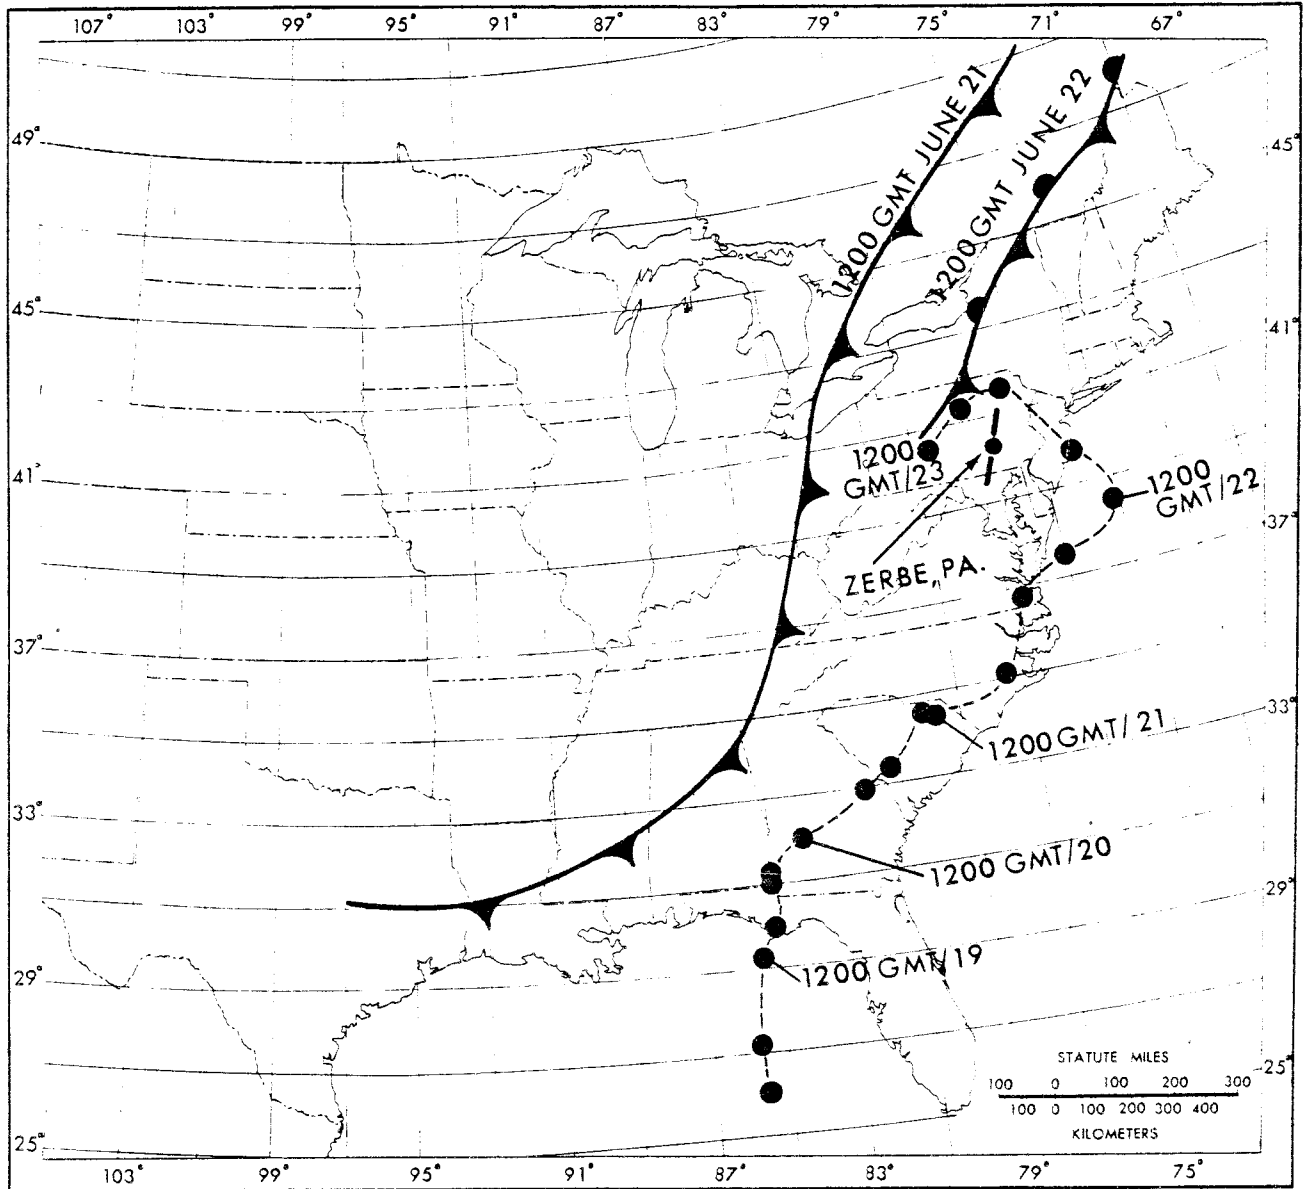 107° 103° 99° 95° 91° 87° 83° 79° 75° 71° 67°
49°
45°
41°
37°
33°
29°
25°
45°
41°
37°
33°
29°
25°
1200 GMT JUNE 21
1200 GMT JUNE 22
1200
GMT/23
1200
GMT/22
ZERBE, PA.
1200 GMT/21
1200 GMT/20
1200 GMT/19
STATUTE MILES
100 0 100 200 300
100 0 100 200 300 400
KILOMETERS
103° 99° 95° 91° 87° 83° 79° 75°